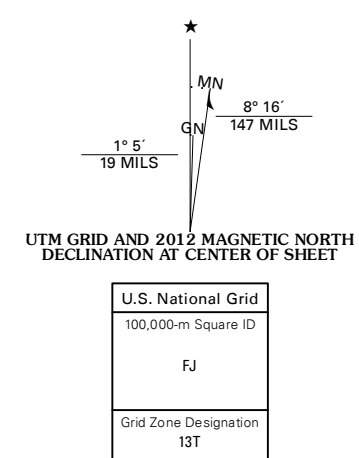 ★
MN
8° 16´
147 MILS
GN
1° 5´
19 MILS
UTM GRID AND 2012 MAGNETIC NORTH
DECLINATION AT CENTER OF SHEET
U.S. National Grid
100,000-m Square ID
FJ
Grid Zone Designation
13T